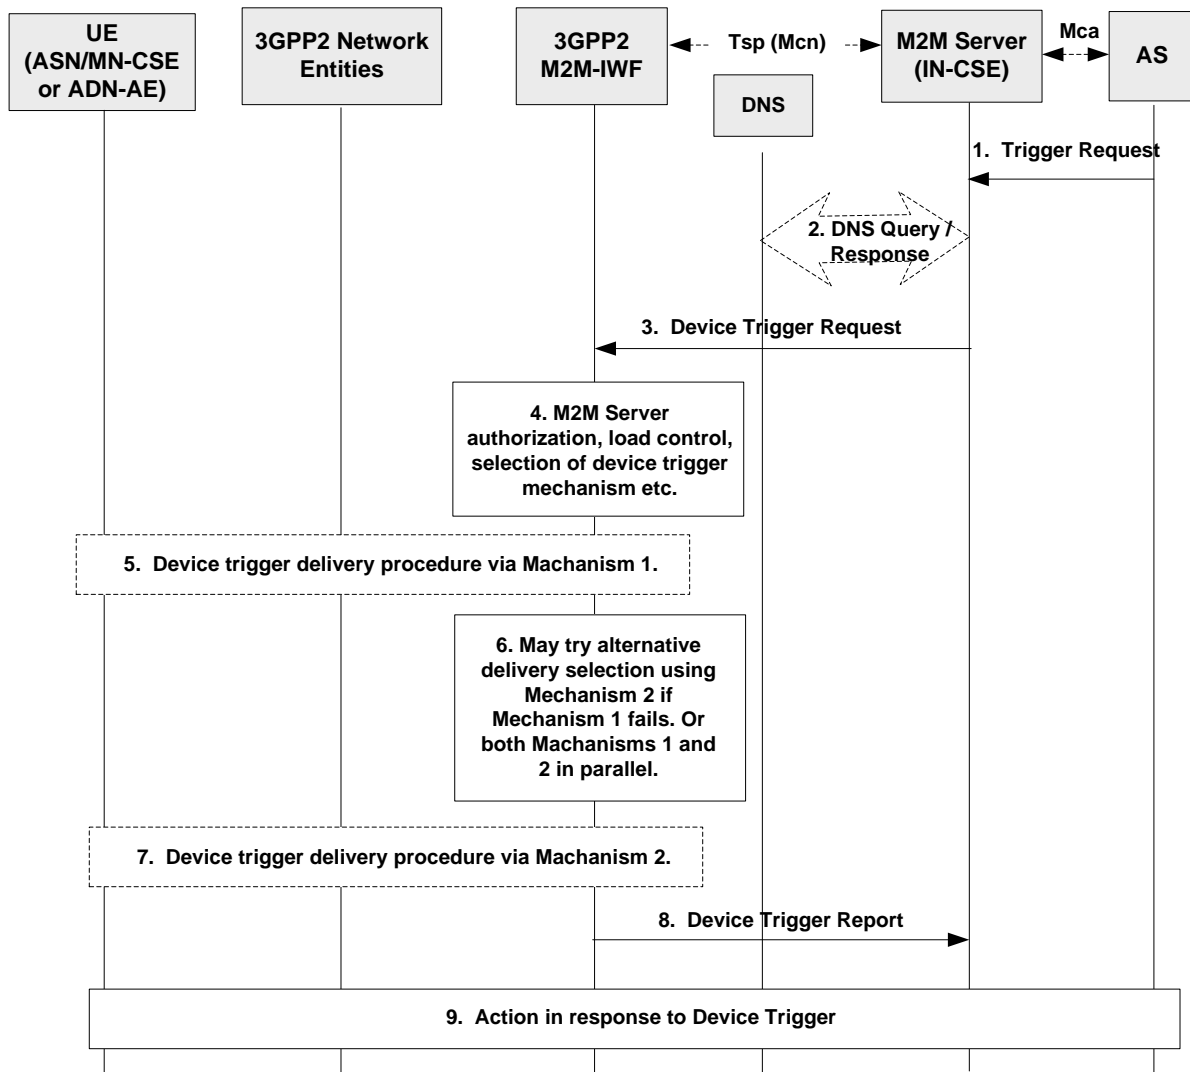 UE
(ASN/MN-CSE
or ADN-AE)
3GPP2 Network
Entities
3GPP2
M2M-IWF
Tsp (Mcn)
M2M Server
(IN-CSE)
Mca
AS
DNS
1. Trigger Request
2. DNS Query /
Response
3. Device Trigger Request
4. M2M Server
authorization, load control,
selection of device trigger
mechanism etc.
5. Device trigger delivery procedure via Machanism 1.
6. May try alternative
delivery selection using
Mechanism 2 if
Mechanism 1 fails. Or
both Machanisms 1 and
2 in parallel.
7. Device trigger delivery procedure via Machanism 2.
8. Device Trigger Report
9. Action in response to Device Trigger